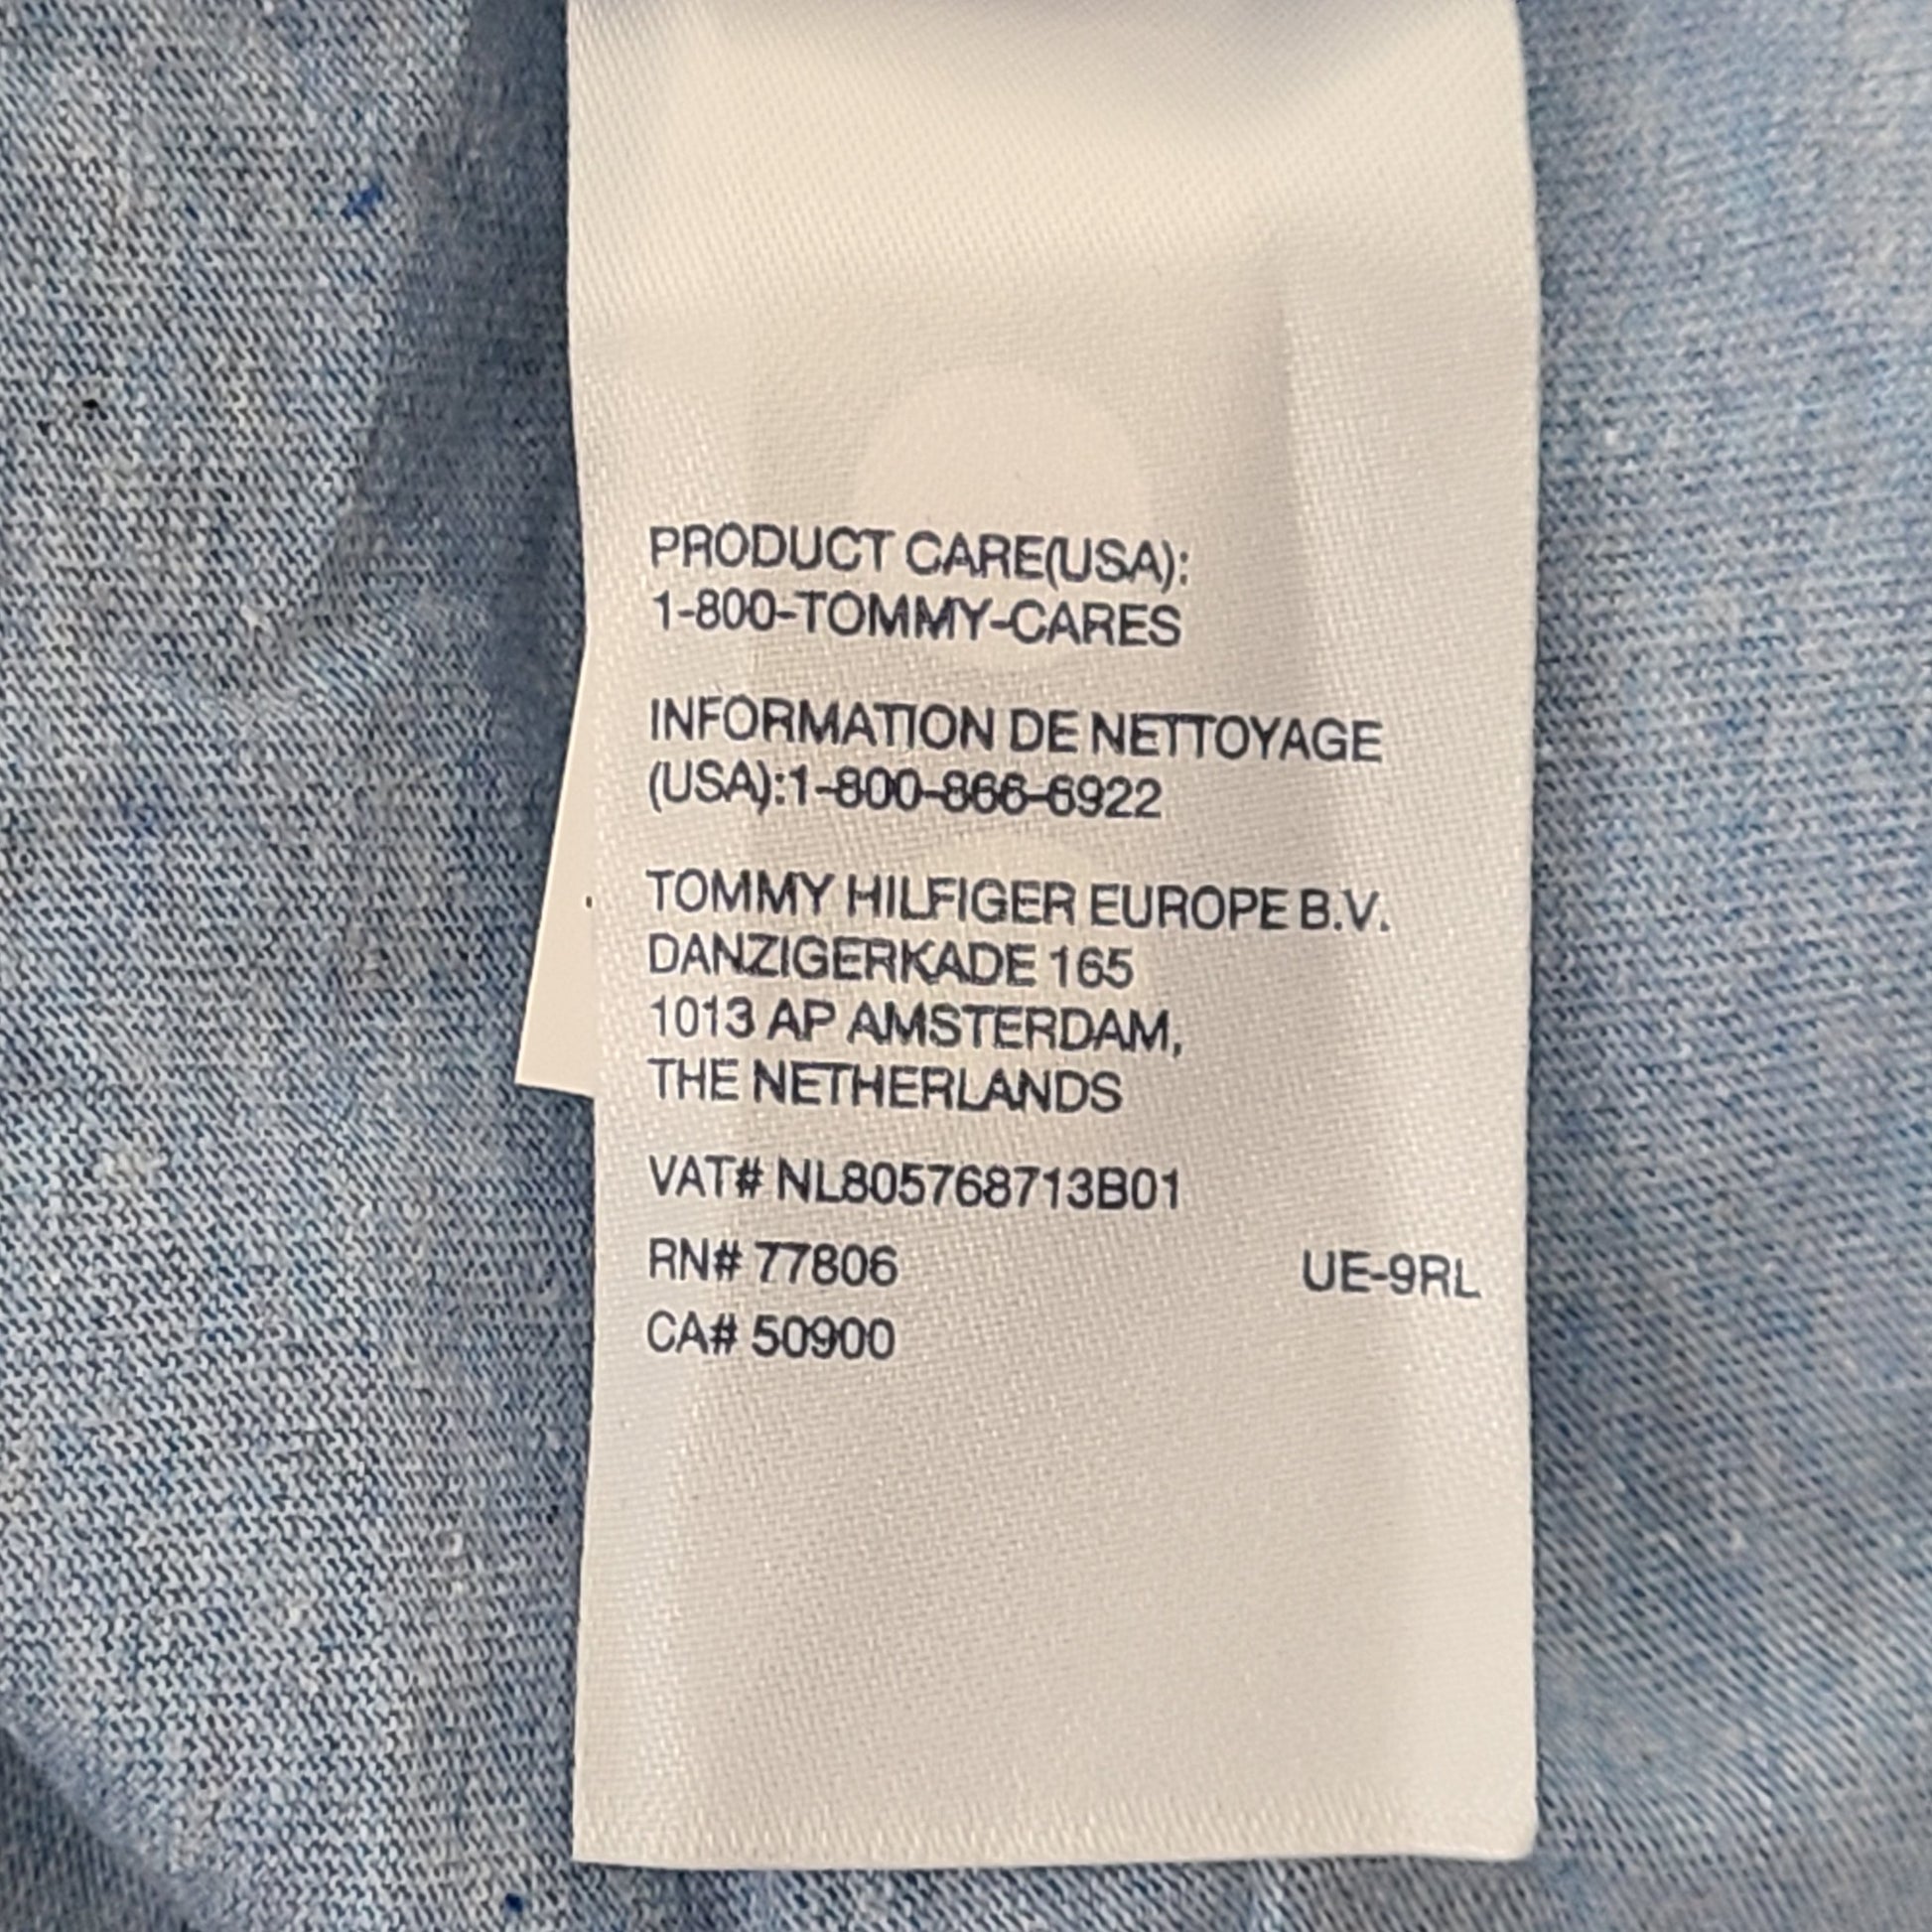 PRODUCT CARE(USA):
1-800-TOMMY-CARES
INFORMATION DE NETTOYAGE
(USA):1-800-866-6922
TOMMY HILFIGER EUROPE B.V.
DANZIGERKADE 165
1013 AP AMSTERDAM,
THE NETHERLANDS
VAT# NL805768713B01
RN# 77806 UE-9RL
CA# 50900